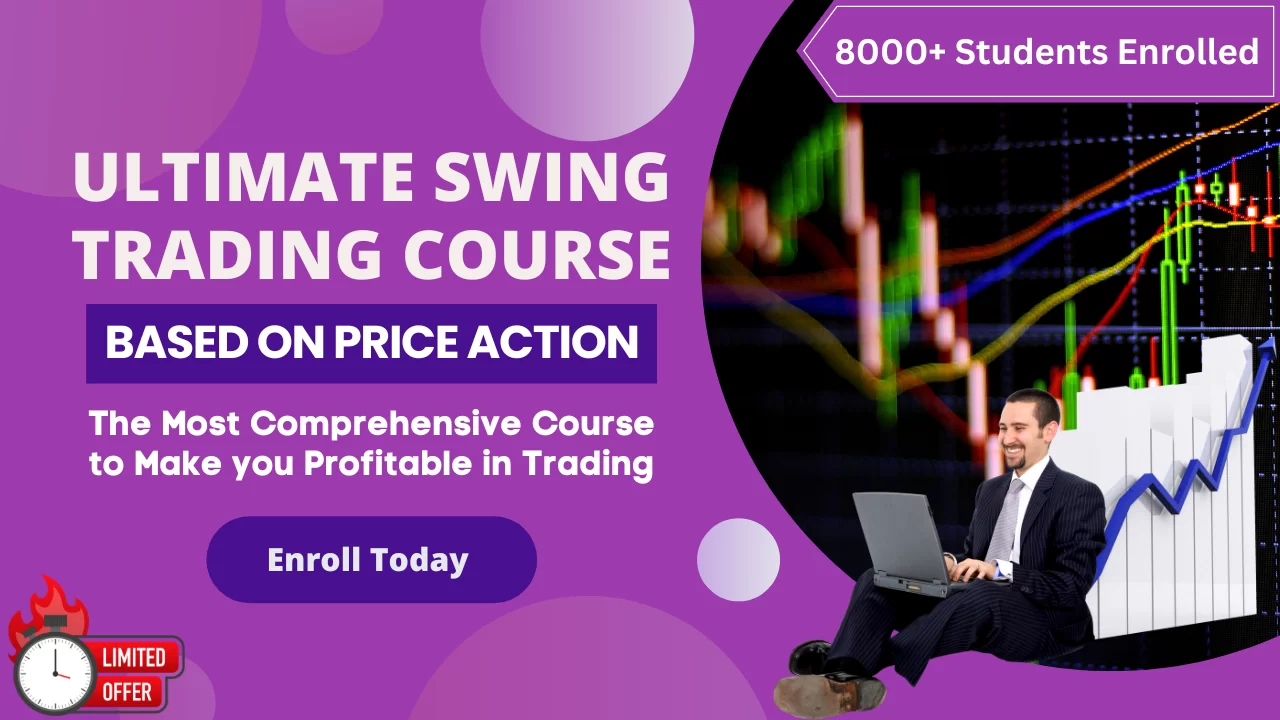 8000+ Students Enrolled
ULTIMATE SWING
TRADING COURSE
BASED ON PRICE ACTION
The Most Comprehensive Course
to Make you Profitable in Trading
Enroll Today
LIMITED
OFFER